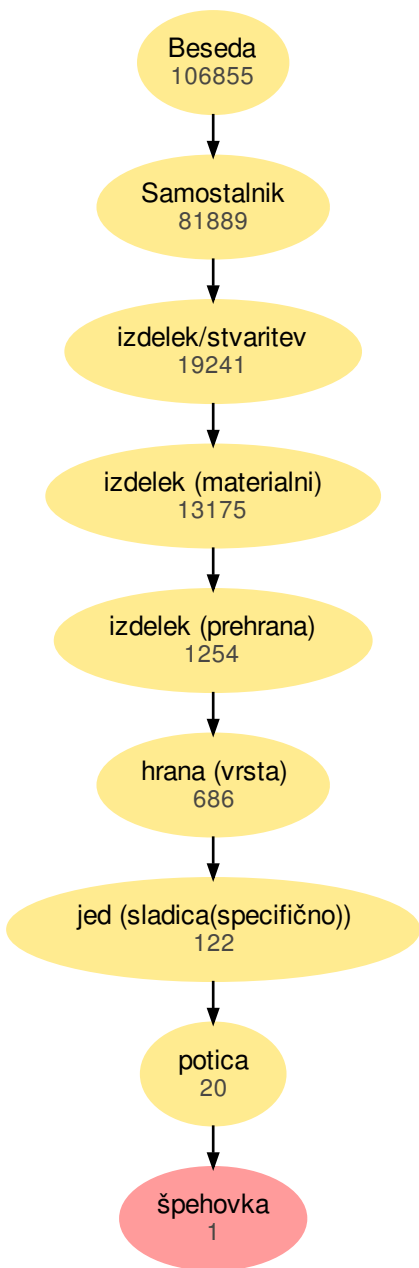 Beseda
106855
Samostalnik
81889
izdelek/stvaritev
19241
izdelek (materialni)
13175
izdelek (prehrana)
1254
hrana (vrsta)
686
jed (sladica(specifično))
122
potica
20
špehovka
1